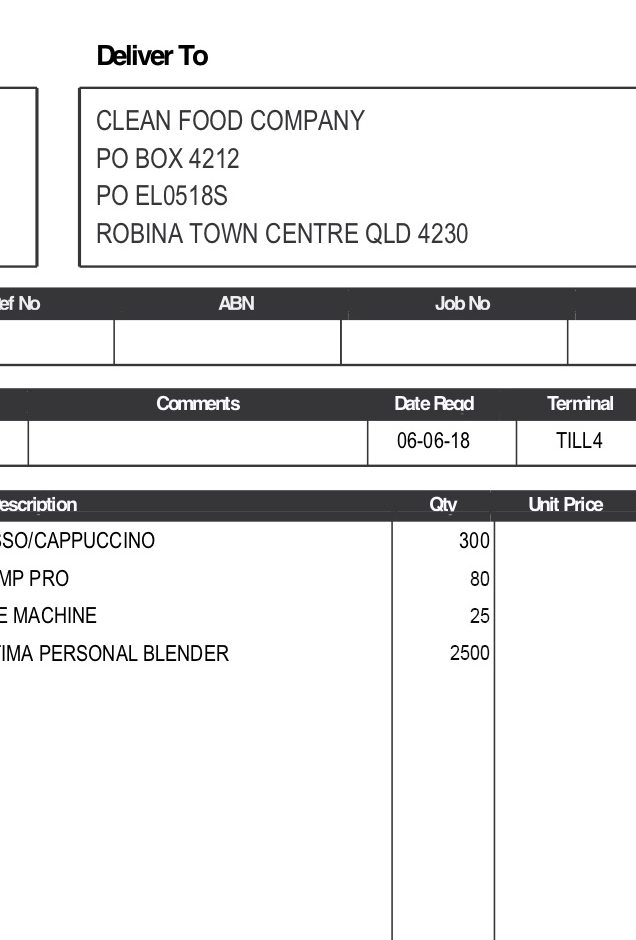 Deliver To
CLEAN FOOD COMPANY
PO BOX 4212
PO EL0518S
ROBINA TOWN CENTRE QLD 4230
ef No ABN Job No
Comments Date Reqd Terminal
06-06-18 TILL4
escription Qty Unit Price
SSO/CAPPUCCINO 300
MP PRO 80
E MACHINE 25
TIMA PERSONAL BLENDER 2500